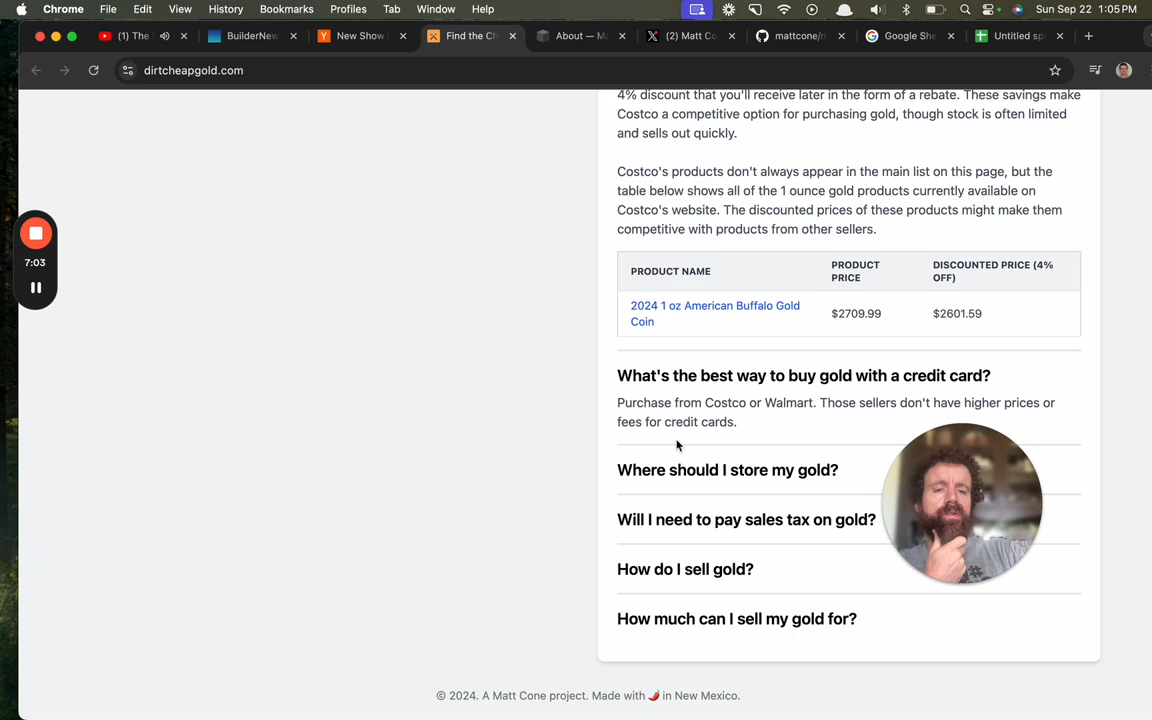 Chrome File Edit View History Bookmarks Profiles Tab Window Help Sun Sep 22 1:05 PM
(1) The
BuilderNew
New Show
Find the Ch
About — M
(2) Matt Co
mattcone/m
Google She
Untitled sp
dirtcheapgold.com
4% discount that you'll receive later in the form of a rebate. These savings make
Costco a competitive option for purchasing gold, though stock is often limited
and sells out quickly.
Costco's products don't always appear in the main list on this page, but the
table below shows all of the 1 ounce gold products currently available on
Costco's website. The discounted prices of these products might make them
competitive with products from other sellers.
7:03
PRODUCT NAME
PRODUCT
PRICE
DISCOUNTED PRICE (4%
OFF)
2024 1 oz American Buffalo Gold
Coin
$2709.99
$2601.59
What's the best way to buy gold with a credit card?
Purchase from Costco or Walmart. Those sellers don't have higher prices or
fees for credit cards.
Where should I store my gold?
Will I need to pay sales tax on gold?
How do I sell gold?
How much can I sell my gold for?
© 2024. A Matt Cone project. Made with 🌶️ in New Mexico.